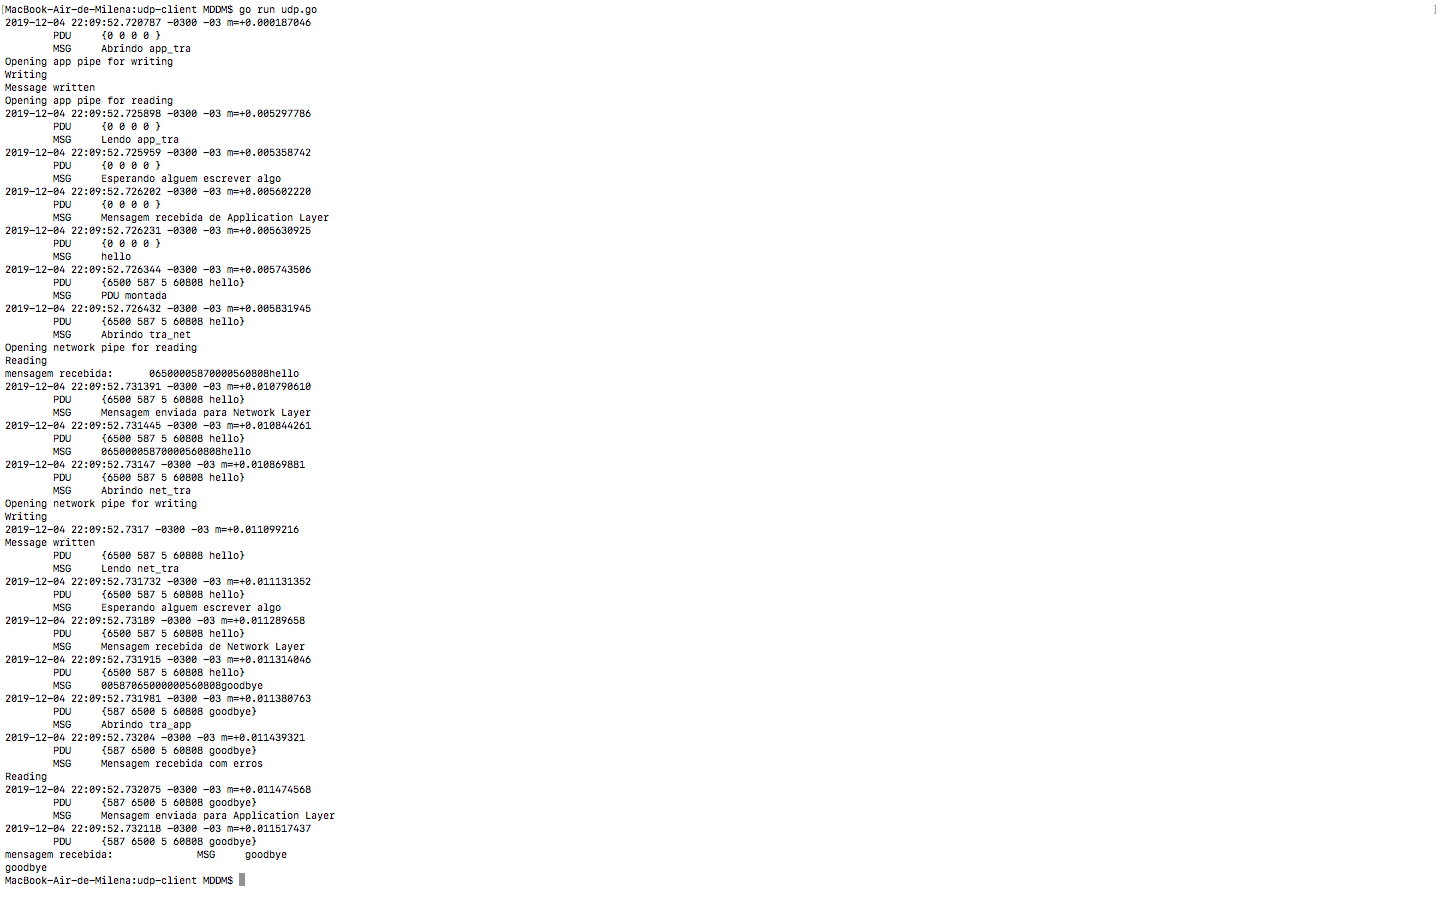 [MacBook-Air-de-Milena:udp-client MDDM$ go run udp.go ]
2019-12-04 22:09:52.720787 -0300 -03 m=+0.000187046
PDU {0 0 0 0 }
MSG Abrindo app_tra
Opening app pipe for writing
Writing
Message written
Opening app pipe for reading
2019-12-04 22:09:52.725898 -0300 -03 m=+0.005297786
PDU {0 0 0 0 }
MSG Lendo app_tra
2019-12-04 22:09:52.725959 -0300 -03 m=+0.005358742
PDU {0 0 0 0 }
MSG Esperando alguem escrever algo
2019-12-04 22:09:52.726202 -0300 -03 m=+0.005602220
PDU {0 0 0 0 }
MSG Mensagem recebida de Application Layer
2019-12-04 22:09:52.726231 -0300 -03 m=+0.005630925
PDU {0 0 0 0 }
MSG hello
2019-12-04 22:09:52.726344 -0300 -03 m=+0.005743506
PDU {6500 587 5 60808 hello}
MSG PDU montada
2019-12-04 22:09:52.726432 -0300 -03 m=+0.005831945
PDU {6500 587 5 60808 hello}
MSG Abrindo tra_net
Opening network pipe for reading
Reading
mensagem recebida: 06500005870000560808hello
2019-12-04 22:09:52.731391 -0300 -03 m=+0.010790610
PDU {6500 587 5 60808 hello}
MSG Mensagem enviada para Network Layer
2019-12-04 22:09:52.731445 -0300 -03 m=+0.010844261
PDU {6500 587 5 60808 hello}
MSG 06500005870000560808hello
2019-12-04 22:09:52.73147 -0300 -03 m=+0.010869881
PDU {6500 587 5 60808 hello}
MSG Abrindo net_tra
Opening network pipe for writing
Writing
2019-12-04 22:09:52.7317 -0300 -03 m=+0.011099216
Message written
PDU {6500 587 5 60808 hello}
MSG Lendo net_tra
2019-12-04 22:09:52.731732 -0300 -03 m=+0.011131352
PDU {6500 587 5 60808 hello}
MSG Esperando alguem escrever algo
2019-12-04 22:09:52.73189 -0300 -03 m=+0.011289658
PDU {6500 587 5 60808 hello}
MSG Mensagem recebida de Network Layer
2019-12-04 22:09:52.731915 -0300 -03 m=+0.011314046
PDU {6500 587 5 60808 hello}
MSG 00587065000000560808goodbye
2019-12-04 22:09:52.731981 -0300 -03 m=+0.011380763
PDU {587 6500 5 60808 goodbye}
MSG Abrindo tra_app
2019-12-04 22:09:52.73204 -0300 -03 m=+0.011439321
PDU {587 6500 5 60808 goodbye}
MSG Mensagem recebida com erros
Reading
2019-12-04 22:09:52.732075 -0300 -03 m=+0.011474568
PDU {587 6500 5 60808 goodbye}
MSG Mensagem enviada para Application Layer
2019-12-04 22:09:52.732118 -0300 -03 m=+0.011517437
PDU {587 6500 5 60808 goodbye}
mensagem recebida: MSG goodbye
goodbye
MacBook-Air-de-Milena:udp-client MDDM$